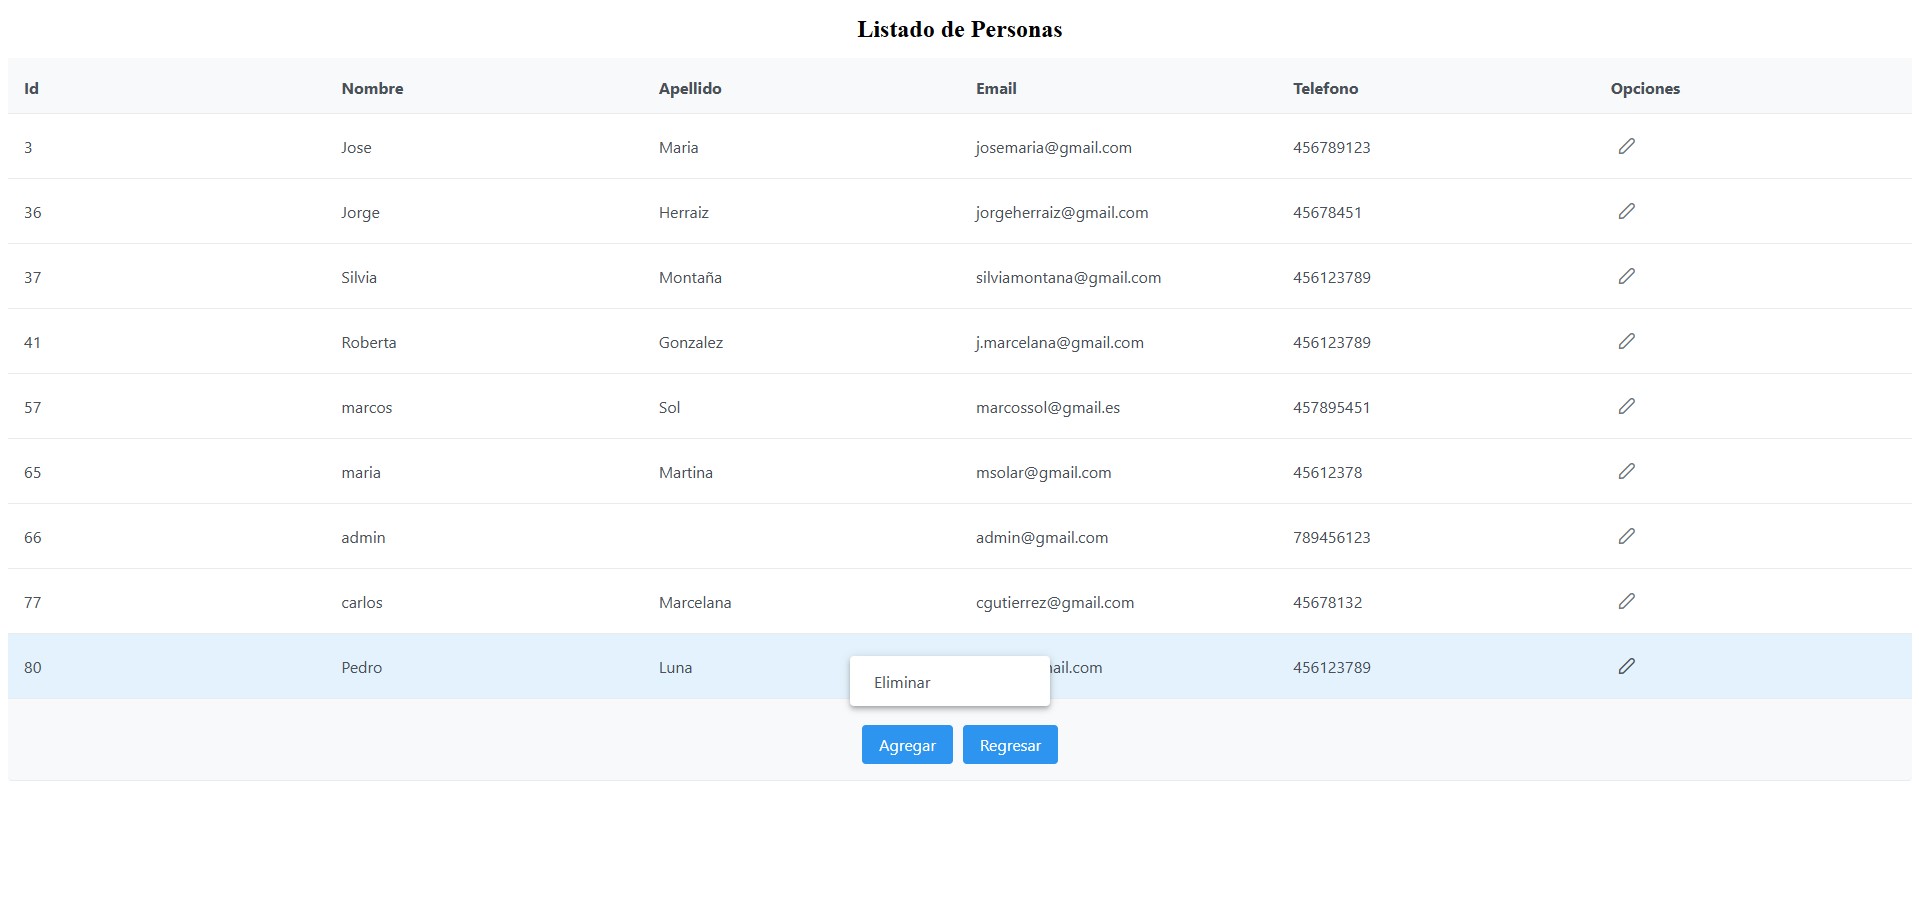 Listado de Personas
Id Nombre Apellido Email Telefono Opciones
3 Jose Maria josemaria@gmail.com 456789123
36 Jorge Herraiz jorgeherraiz@gmail.com 45678451
37 Silvia Montaña silviamontana@gmail.com 456123789
41 Roberta Gonzalez j.marcelana@gmail.com 456123789
57 marcos Sol marcossol@gmail.es 457895451
65 maria Martina msolar@gmail.com 45612378
66 admin admin@gmail.com 789456123
77 carlos Marcelana cgutierrez@gmail.com 45678132
80 Pedro Luna ail.com 456123789
Eliminar
Agregar Regresar